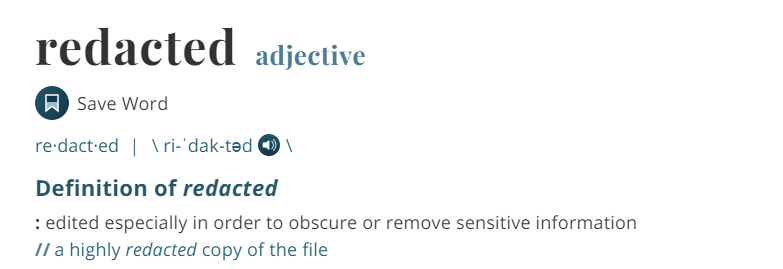 redacted adjective
Save Word
re·dact·ed | \ ri-ˈdak-təd \
Definition of redacted
: edited especially in order to obscure or remove sensitive information
// a highly redacted copy of the file